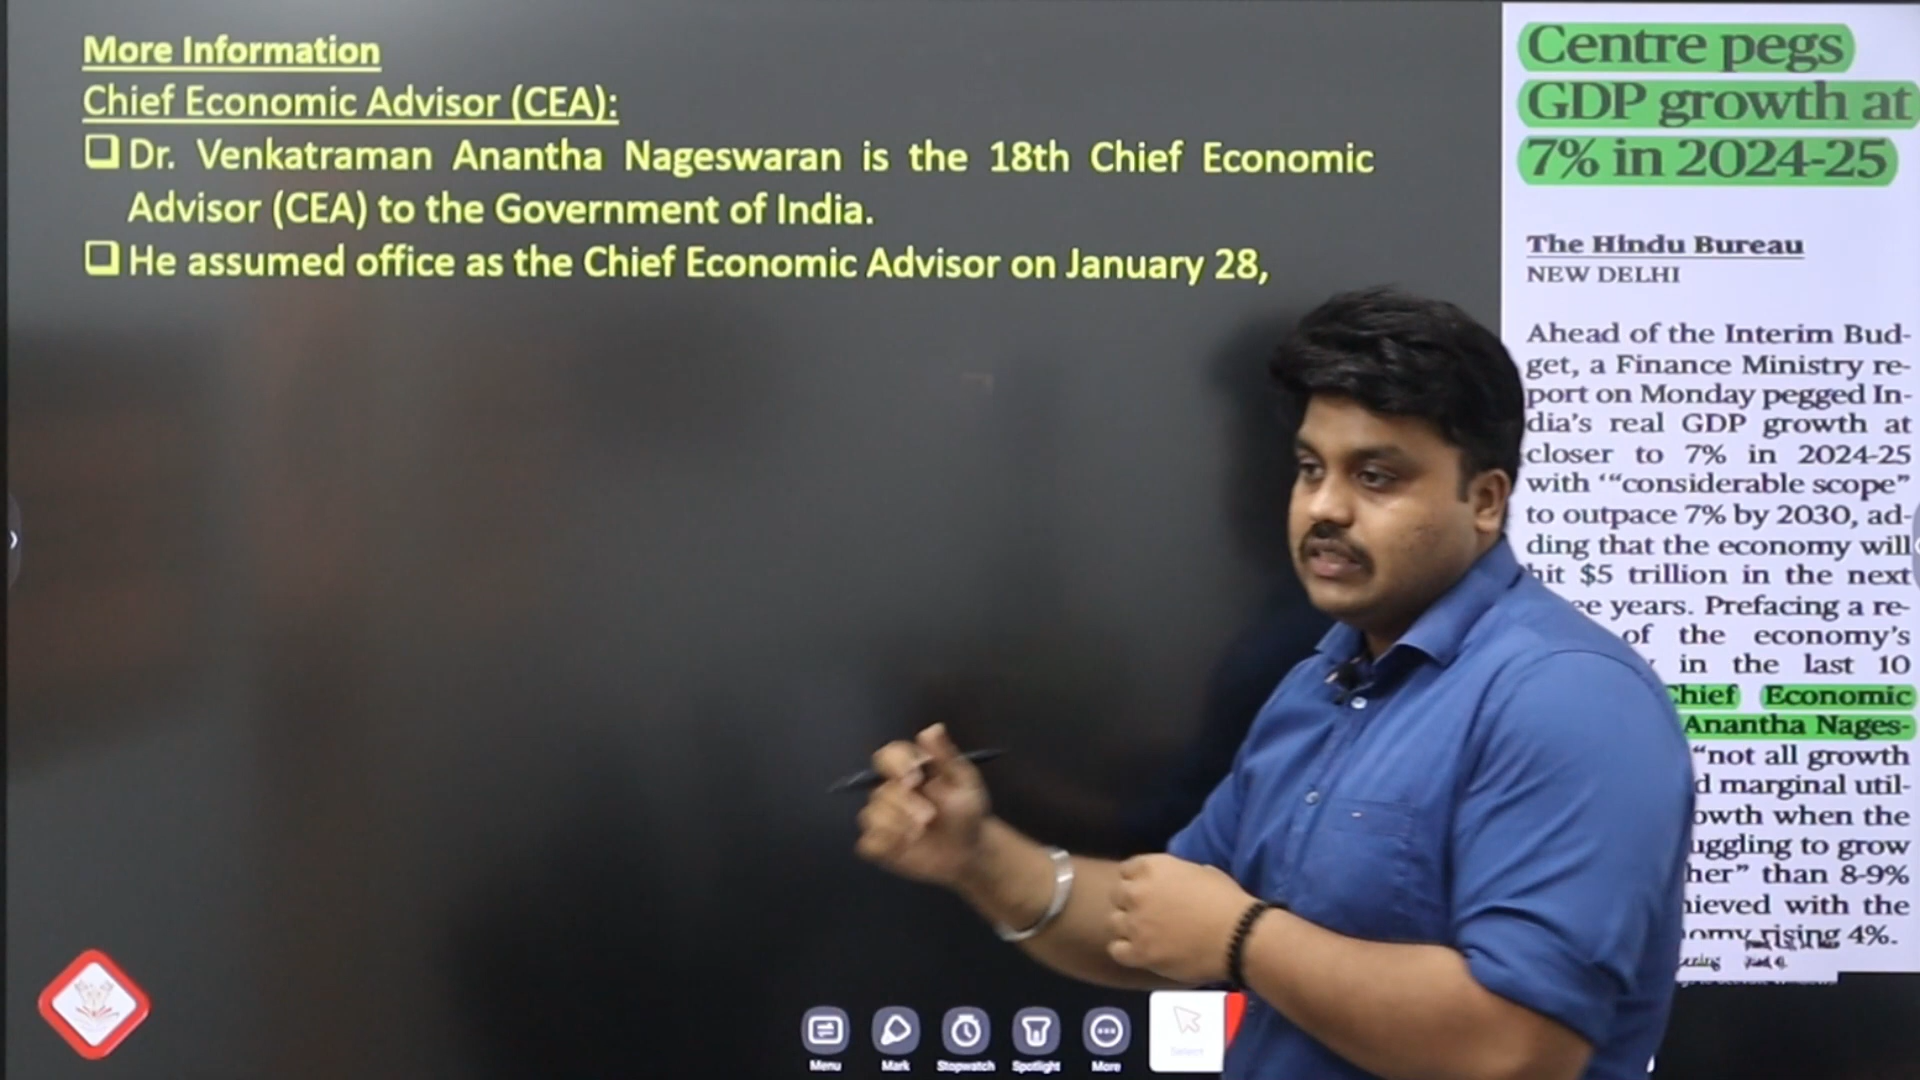 More Information
Chief Economic Advisor (CEA):
Dr. Venkatraman Anantha Nageswaran is the 18th Chief Economic
Advisor (CEA) to the Government of India.
He assumed office as the Chief Economic Advisor on January 28,
Centre pegs
GDP growth at
7% in 2024-25
The Hindu Bureau
NEW DELHI
Ahead of the Interim Bud-
get, a Finance Ministry re-
port on Monday pegged In-
dia's real GDP growth at
closer to 7% in 2024-25
with '"considerable scope"
to outpace 7% by 2030, ad-
ding that the economy will
hit $5 trillion in the next
years. Prefacing a re-
of the economy's
in the last 10
Chief Economic
Anantha Nages-
"not all growth
marginal util-
when the
to grow
than 8-9%
with the
rising 4%.
Menu
Mark
Stopwatch
Spotlight
More
Select